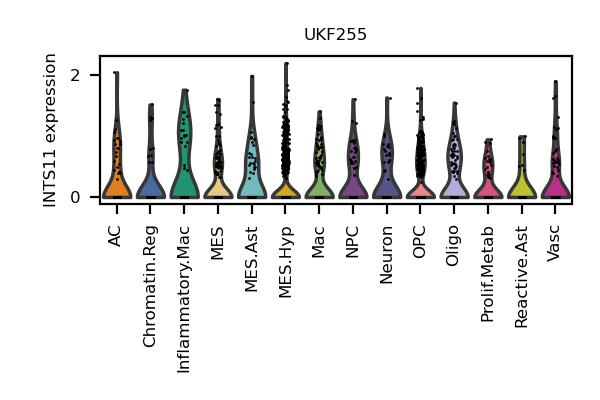 UKF255
INTS11 expression
2
0
AC
Chromatin.Reg
Inflammatory.Mac
MES
MES.Ast
MES.Hyp
Mac
NPC
Neuron
OPC
Oligo
Prolif.Metab
Reactive.Ast
Vasc